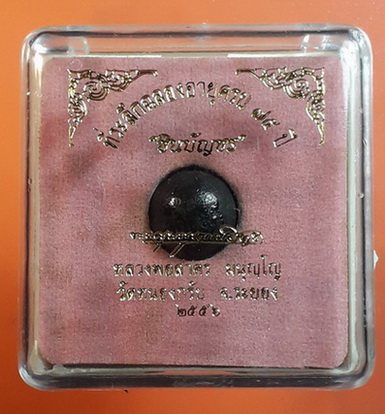 ที่ระลึกฉลองอายุครบ ๗๕ ปี
ชินบัญชร
หลวงพ่อสาคร มนุญโญ
วัดหนองกรับ จ.ระยอง
๒๕๕๖